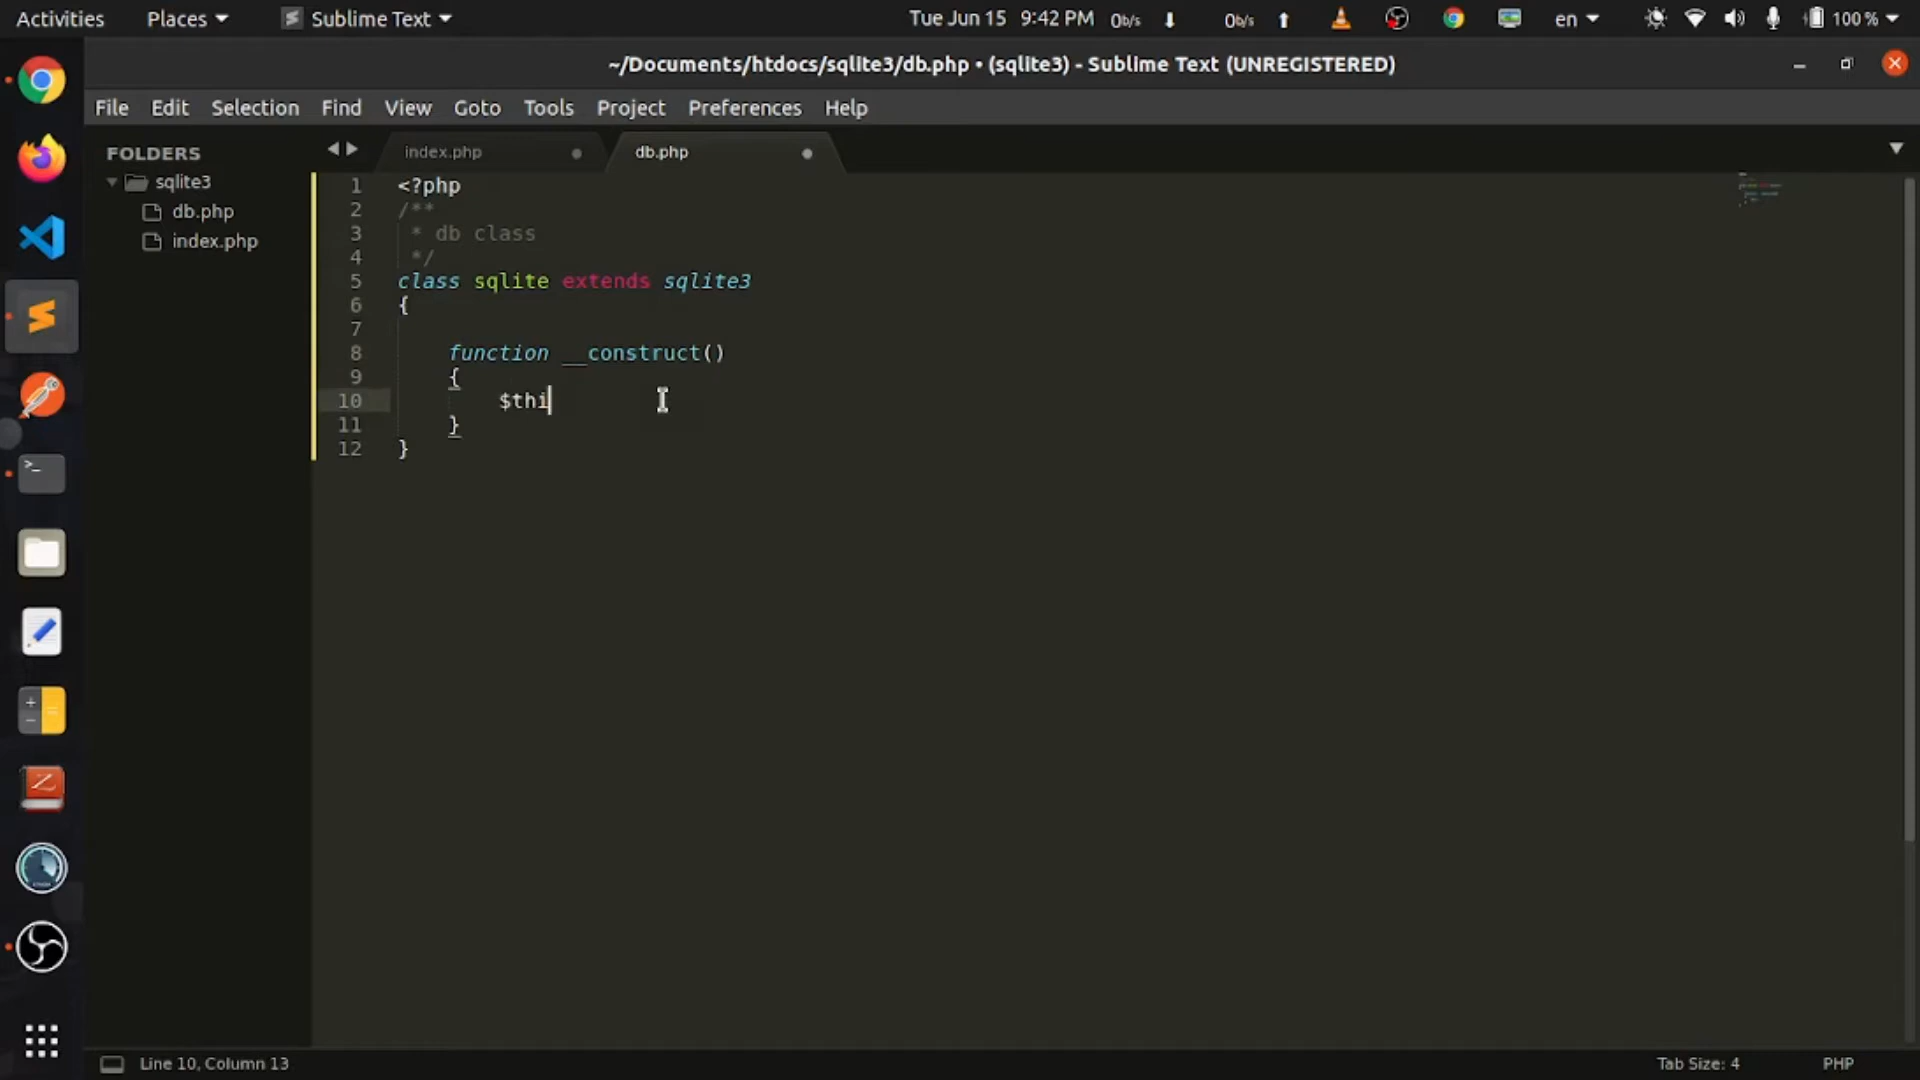 Activities Places Sublime Text Tue Jun 15 9:42 PM 0b/s 0b/s en 100 %
~/Documents/htdocs/sqlite3/db.php • (sqlite3) - Sublime Text (UNREGISTERED)
File Edit Selection Find View Goto Tools Project Preferences Help
FOLDERS
sqlite3
db.php
index.php
index.php db.php
1 <?php
2 /**
3 * db class
4 */
5 class sqlite extends sqlite3
6 {
7
8 function __construct()
9 {
10 $thi
11 }
12 }
Line 10, Column 13 Tab Size: 4 PHP